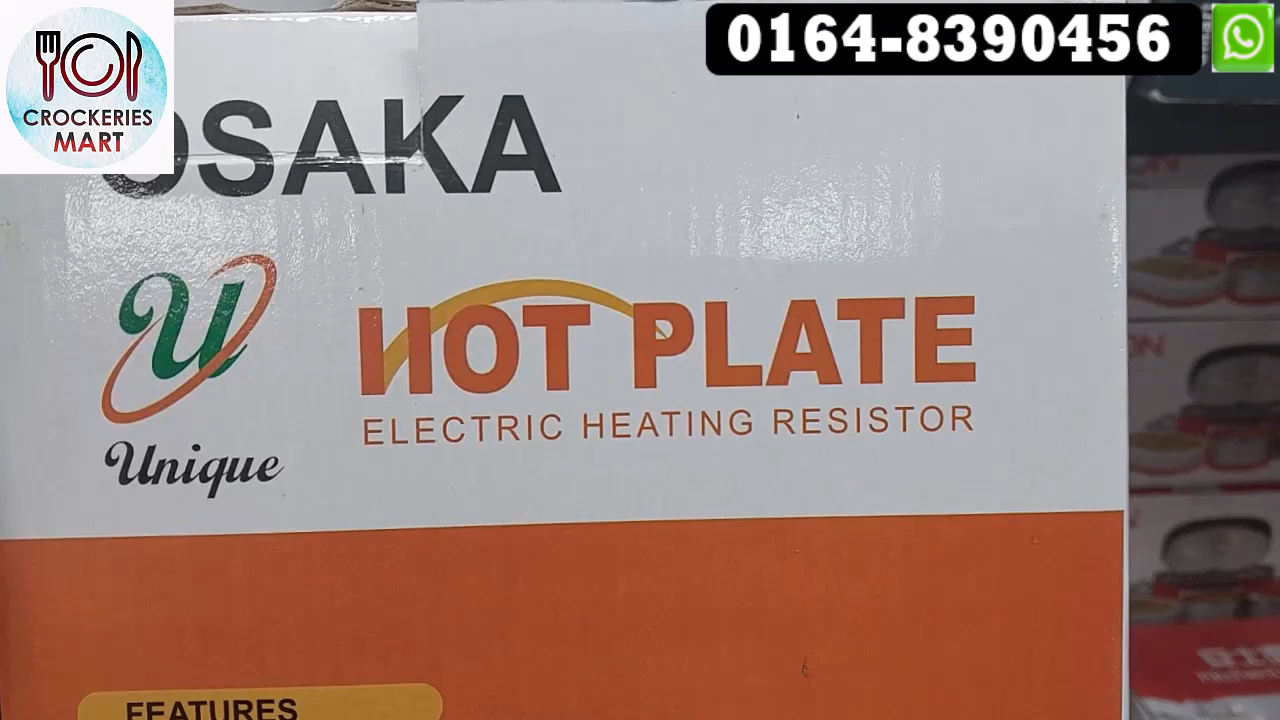 0164-8390456
CROCKERIES
MART
OSAKA
U
Unique
HOT PLATE
ELECTRIC HEATING RESISTOR
FEATURES